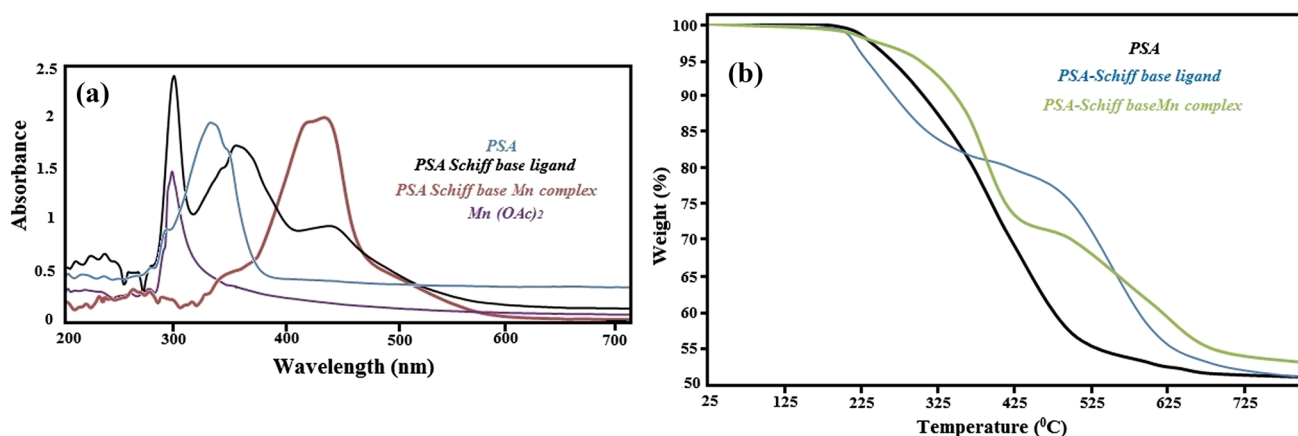 (a)
Absorbance
2.5
2
1.5
1
0.5
0
PSA
PSA Schiff base ligand
PSA Schiff base Mn complex
Mn (OAc)2
200 300 400 500 600 700
Wavelength (nm)
(b)
Weight (%)
100
95
90
85
80
75
70
65
60
55
50
PSA
PSA-Schiff base ligand
PSA-Schiff baseMn complex
25 125 225 325 425 525 625 725
Temperature (⁰C)